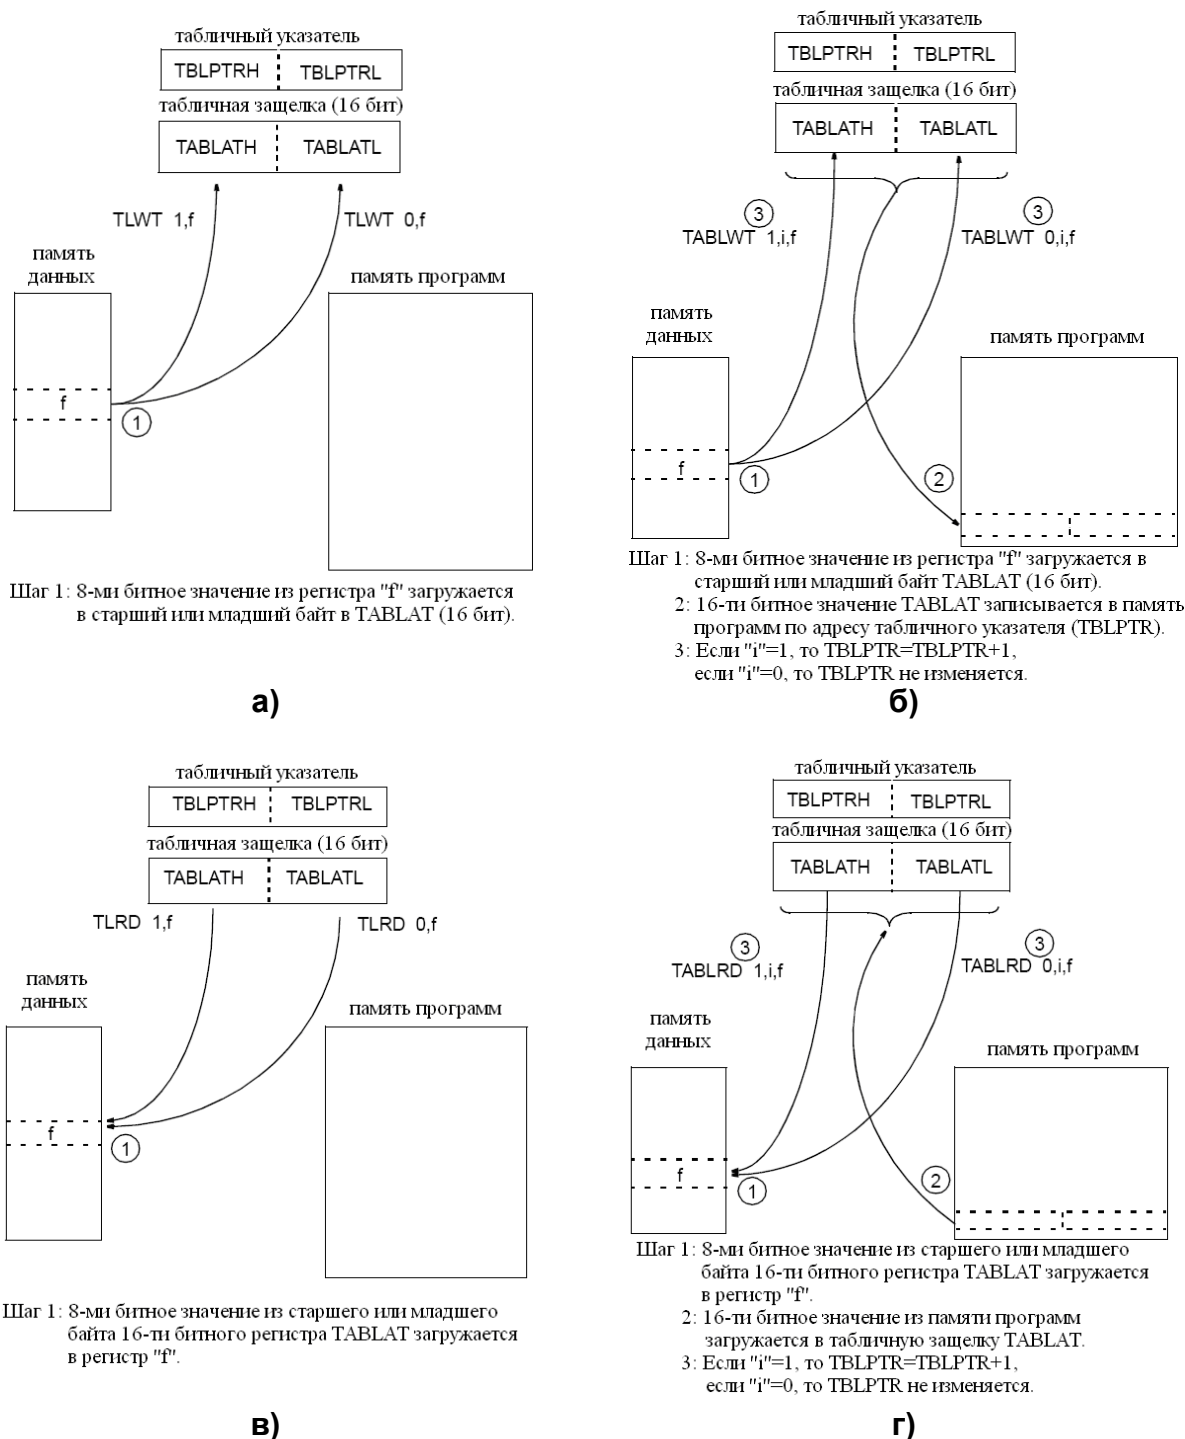 табличный указатель
TBLPTRH TBLPTRL
табличная защелка (16 бит)
TABLATH TABLATL
TLWT 1,f TLWT 0,f
память
данных
память программ
f
1
Шаг 1: 8-ми битное значение из регистра "f" загружается
в старший или младший байт в TABLAT (16 бит).
а)
табличный указатель
TBLPTRH TBLPTRL
табличная защелка (16 бит)
TABLATH TABLATL
3 3
TABLWT 1,i,f TABLWT 0,i,f
память
данных
память программ
f
1
2
Шаг 1: 8-ми битное значение из регистра "f" загружается в
старший или младший байт TABLAT (16 бит).
2: 16-ти битное значение TABLAT записывается в память
программ по адресу табличного указателя (TBLPTR).
3: Если "i"=1, то TBLPTR=TBLPTR+1,
если "i"=0, то TBLPTR не изменяется.
б)
табличный указатель
TBLPTRH TBLPTRL
табличная защелка (16 бит)
TABLATH TABLATL
TLRD 1,f TLRD 0,f
память
данных
память программ
f
1
Шаг 1: 8-ми битное значение из старшего или младшего
байта 16-ти битного регистра TABLAT загружается
в регистр "f".
в)
табличный указатель
TBLPTRH TBLPTRL
табличная защелка (16 бит)
TABLATH TABLATL
3 3
TABLRD 1,i,f TABLRD 0,i,f
память
данных
память программ
f
1
2
Шаг 1: 8-ми битное значение из старшего или младшего
байта 16-ти битного регистра TABLAT загружается
в регистр "f".
2: 16-ти битное значение из памяти программ
загружается в табличную защелку TABLAT.
3: Если "i"=1, то TBLPTR=TBLPTR+1,
если "i"=0, то TBLPTR не изменяется.
г)